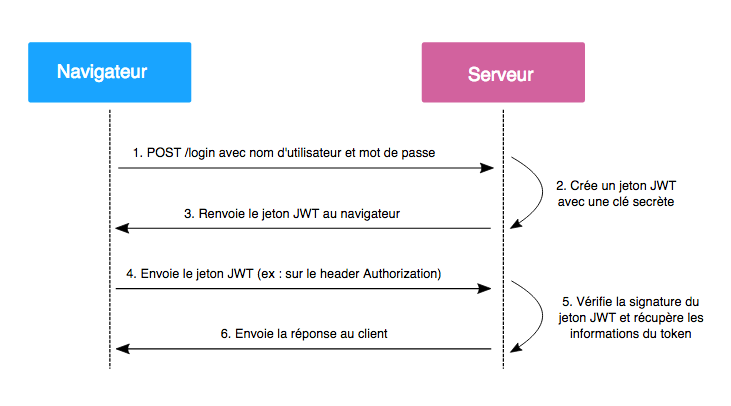 Navigateur
Serveur
1. POST /login avec nom d'utilisateur et mot de passe
2. Crée un jeton JWT
avec une clé secrète
3. Renvoie le jeton JWT au navigateur
4. Envoie le jeton JWT (ex : sur le header Authorization)
5. Vérifie la signature du
jeton JWT et récupère les
informations du token
6. Envoie la réponse au client